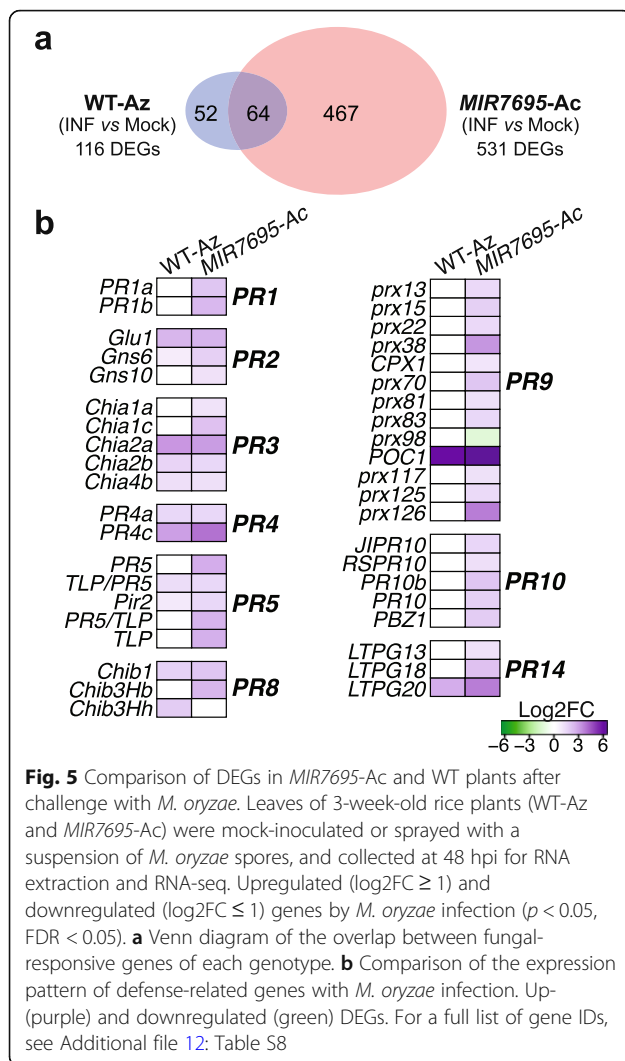 a
WT-Az
(INF vs Mock)
116 DEGs
52
64
467
MIR7695-Ac
(INF vs Mock)
531 DEGs
b
WT-Az
MIR7695-Ac
PR1a
PR1b
PR1
Glu1
Gns6
Gns10
PR2
Chia1a
Chia1c
Chia2a
Chia2b
Chia4b
PR3
PR4a
PR4c
PR4
PR5
TLP/PR5
Pir2
PR5/TLP
TLP
PR5
Chib1
Chib3Hb
Chib3Hh
PR8
WT-Az
MIR7695-Ac
prx13
prx15
prx22
prx38
CPX1
prx70
prx81
prx83
prx98
POC1
prx117
prx125
prx126
PR9
JIPR10
RSPR10
PR10b
PR10
PBZ1
PR10
LTPG13
LTPG18
LTPG20
PR14
Log2FC
−6 −3 0 3 6
Fig. 5 Comparison of DEGs in MIR7695-Ac and WT plants after
challenge with M. oryzae. Leaves of 3-week-old rice plants (WT-Az
and MIR7695-Ac) were mock-inoculated or sprayed with a
suspension of M. oryzae spores, and collected at 48 hpi for RNA
extraction and RNA-seq. Upregulated (log2FC ≥ 1) and
downregulated (log2FC ≤ 1) genes by M. oryzae infection (p < 0.05,
FDR < 0.05). a Venn diagram of the overlap between fungal-
responsive genes of each genotype. b Comparison of the expression
pattern of defense-related genes with M. oryzae infection. Up-
(purple) and downregulated (green) DEGs. For a full list of gene IDs,
see Additional file 12: Table S8